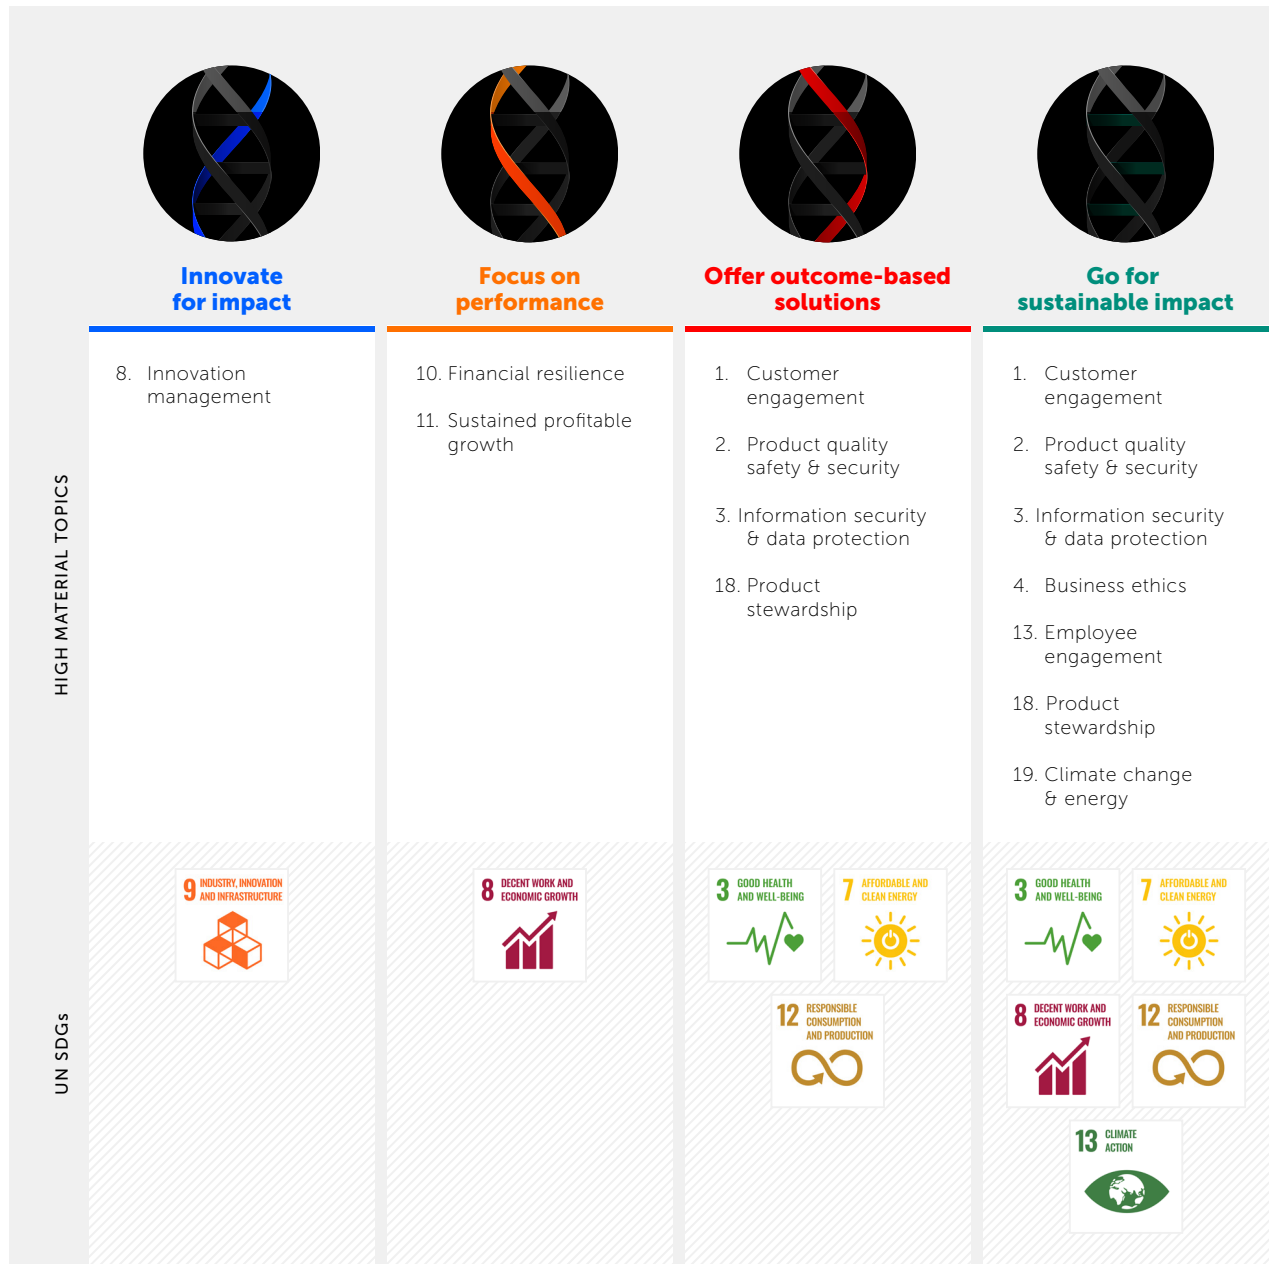 Innovate
for impact
Focus on
performance
Offer outcome-based
solutions
Go for
sustainable impact
HIGH MATERIAL TOPICS
8. Innovation
management
10. Financial resilience
11. Sustained profitable
growth
1. Customer
engagement
2. Product quality
safety & security
3. Information security
& data protection
18. Product
stewardship
1. Customer
engagement
2. Product quality
safety & security
3. Information security
& data protection
4. Business ethics
13. Employee
engagement
18. Product
stewardship
19. Climate change
& energy
UN SDGs
9 INDUSTRY, INNOVATION
AND INFRASTRUCTURE
8 DECENT WORK AND
ECONOMIC GROWTH
3 GOOD HEALTH
AND WELL-BEING
7 AFFORDABLE AND
CLEAN ENERGY
12 RESPONSIBLE
CONSUMPTION
AND PRODUCTION
3 GOOD HEALTH
AND WELL-BEING
7 AFFORDABLE AND
CLEAN ENERGY
8 DECENT WORK AND
ECONOMIC GROWTH
12 RESPONSIBLE
CONSUMPTION
AND PRODUCTION
13 CLIMATE
ACTION